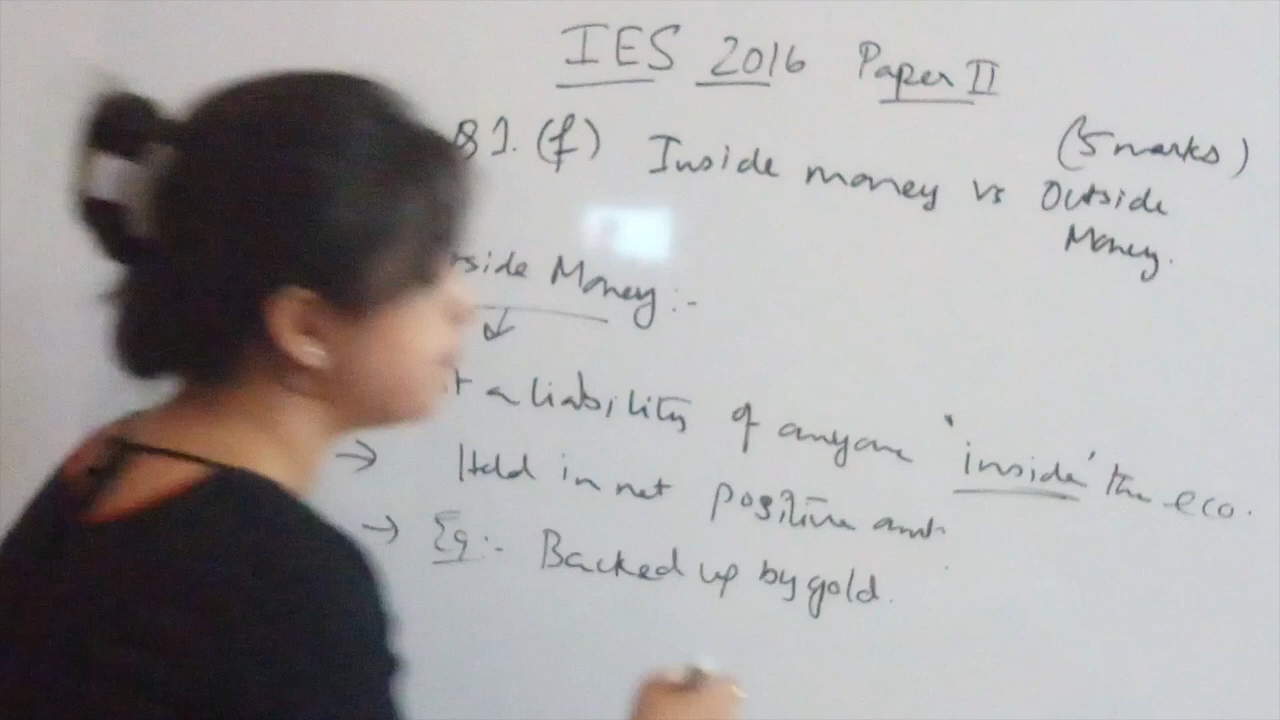 IES 2016 Paper II
Q1. (f) Inside money vs Outside Money. (5 marks)
Money:-
a liability of anyone 'inside' the eco.
→ Held in net positive amt
→ Eg:- Backed up by gold.